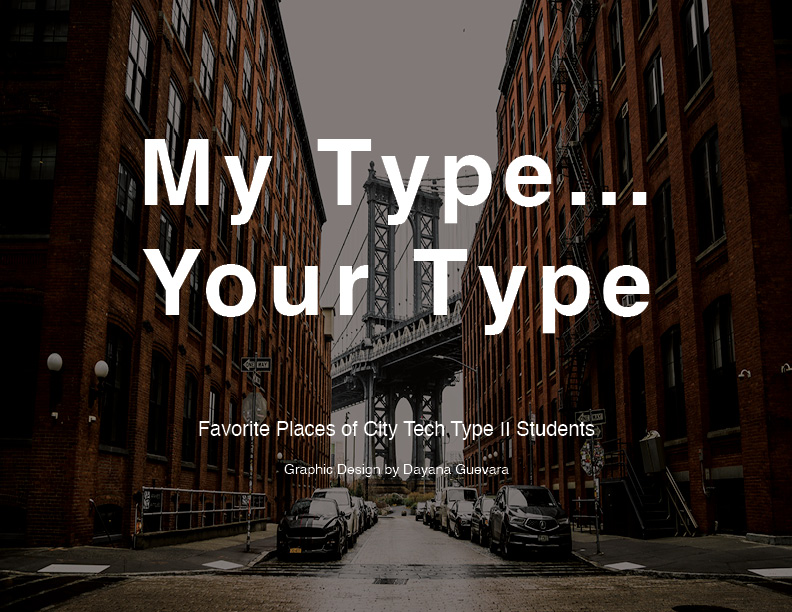 My Type...
Your Type
Favorite Places of City Tech Type II Students
Graphic Design by Dayana Guevara